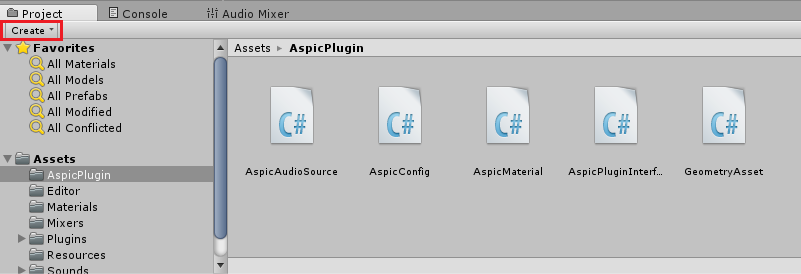 Project Console Audio Mixer
Create
Favorites
All Materials
All Models
All Prefabs
All Modified
All Conflicted
Assets
AspicPlugin
Editor
Materials
Mixers
Plugins
Resources
Sounds
Assets ▸ AspicPlugin
C# C# C# C# C#
AspicAudioSource AspicConfig AspicMaterial AspicPluginInterf... GeometryAsset